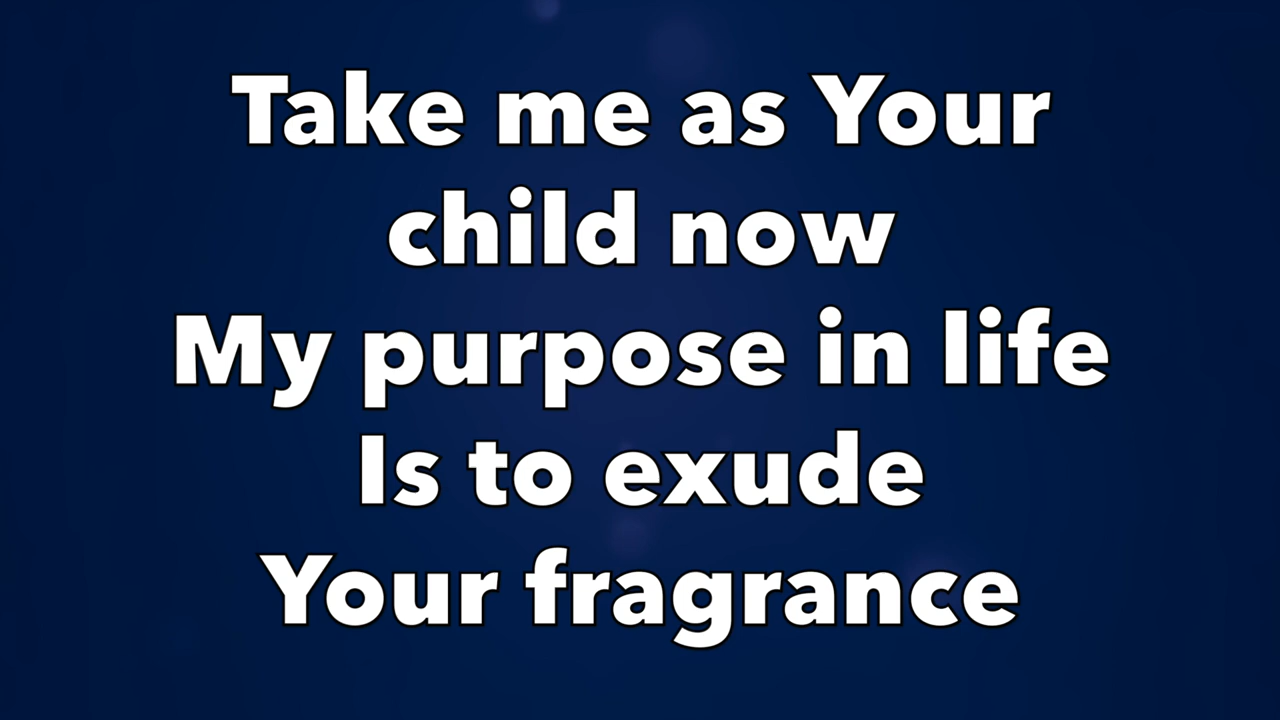 Take me as Your
child now
My purpose in life
Is to exude
Your fragrance